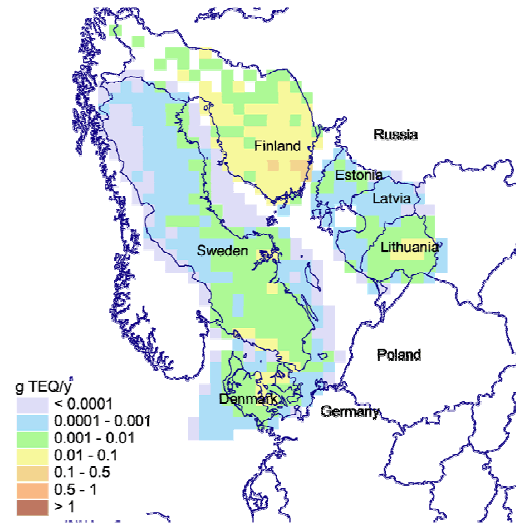 Russia
Finland
Estonia
Latvia
Lithuania
Sweden
Poland
Denmark
Germany
g TEQ/y
< 0.0001
0.0001 - 0.001
0.001 - 0.01
0.01 - 0.1
0.1 - 0.5
0.5 - 1
> 1